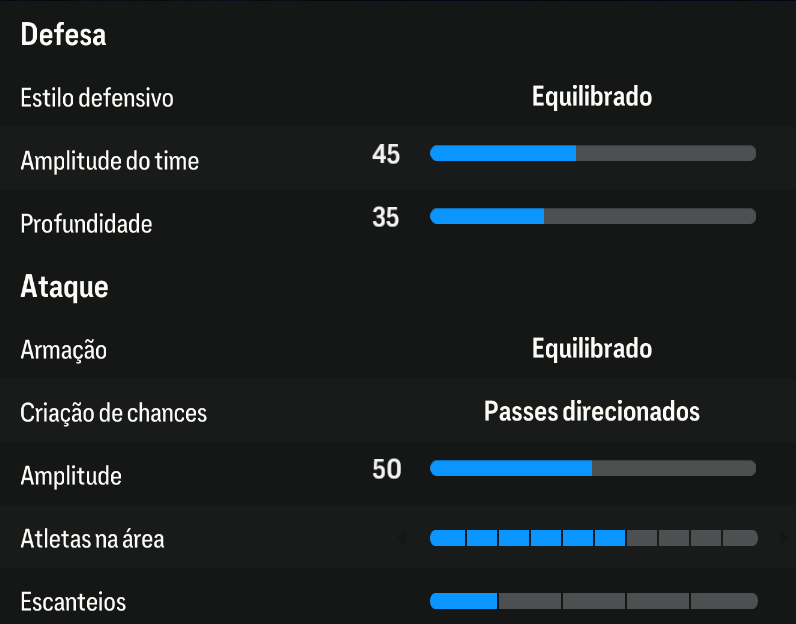 Defesa
Estilo defensivo Equilibrado
Amplitude do time 45
Profundidade 35
Ataque
Armação Equilibrado
Criação de chances Passes direcionados
Amplitude 50
Atletas na área
Escanteios